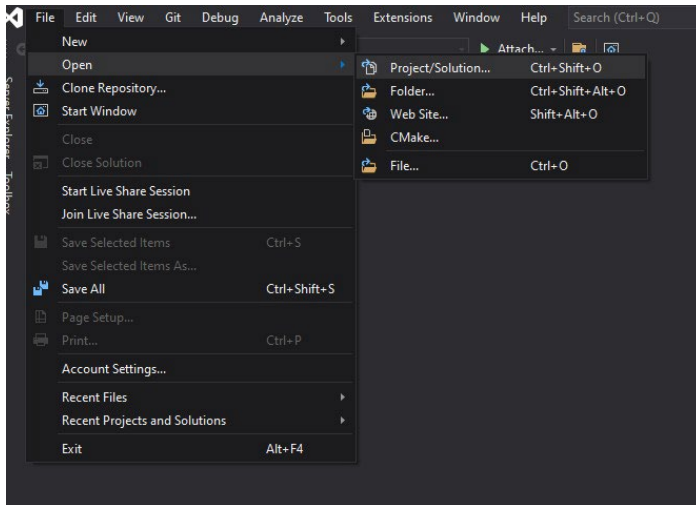 File Edit View Git Debug Analyze Tools Extensions Window Help Search (Ctrl+Q)
New
Attach...
Open
Project/Solution... Ctrl+Shift+O
Clone Repository...
Folder... Ctrl+Shift+Alt+O
Start Window
Web Site... Shift+Alt+O
Close
CMake...
Close Solution
File... Ctrl+O
Start Live Share Session
Join Live Share Session...
Save Selected Items Ctrl+S
Save Selected Items As...
Save All Ctrl+Shift+S
Page Setup...
Print... Ctrl+P
Account Settings...
Recent Files
Recent Projects and Solutions
Exit Alt+F4
Server Explorer
Toolbox